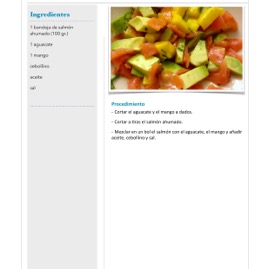 Ingredientes
1 bandeja de salmón
ahumado (100 gr.)
1 aguacate
1 mango
cebollino
aceite
sal
Procedimiento
- Cortar el aguacate y el mango a dados.
- Cortar a tiras el salmón ahumado.
- Mezclar en un bol el salmón con el aguacate, el mango y añadir
aceite, cebollino y sal.